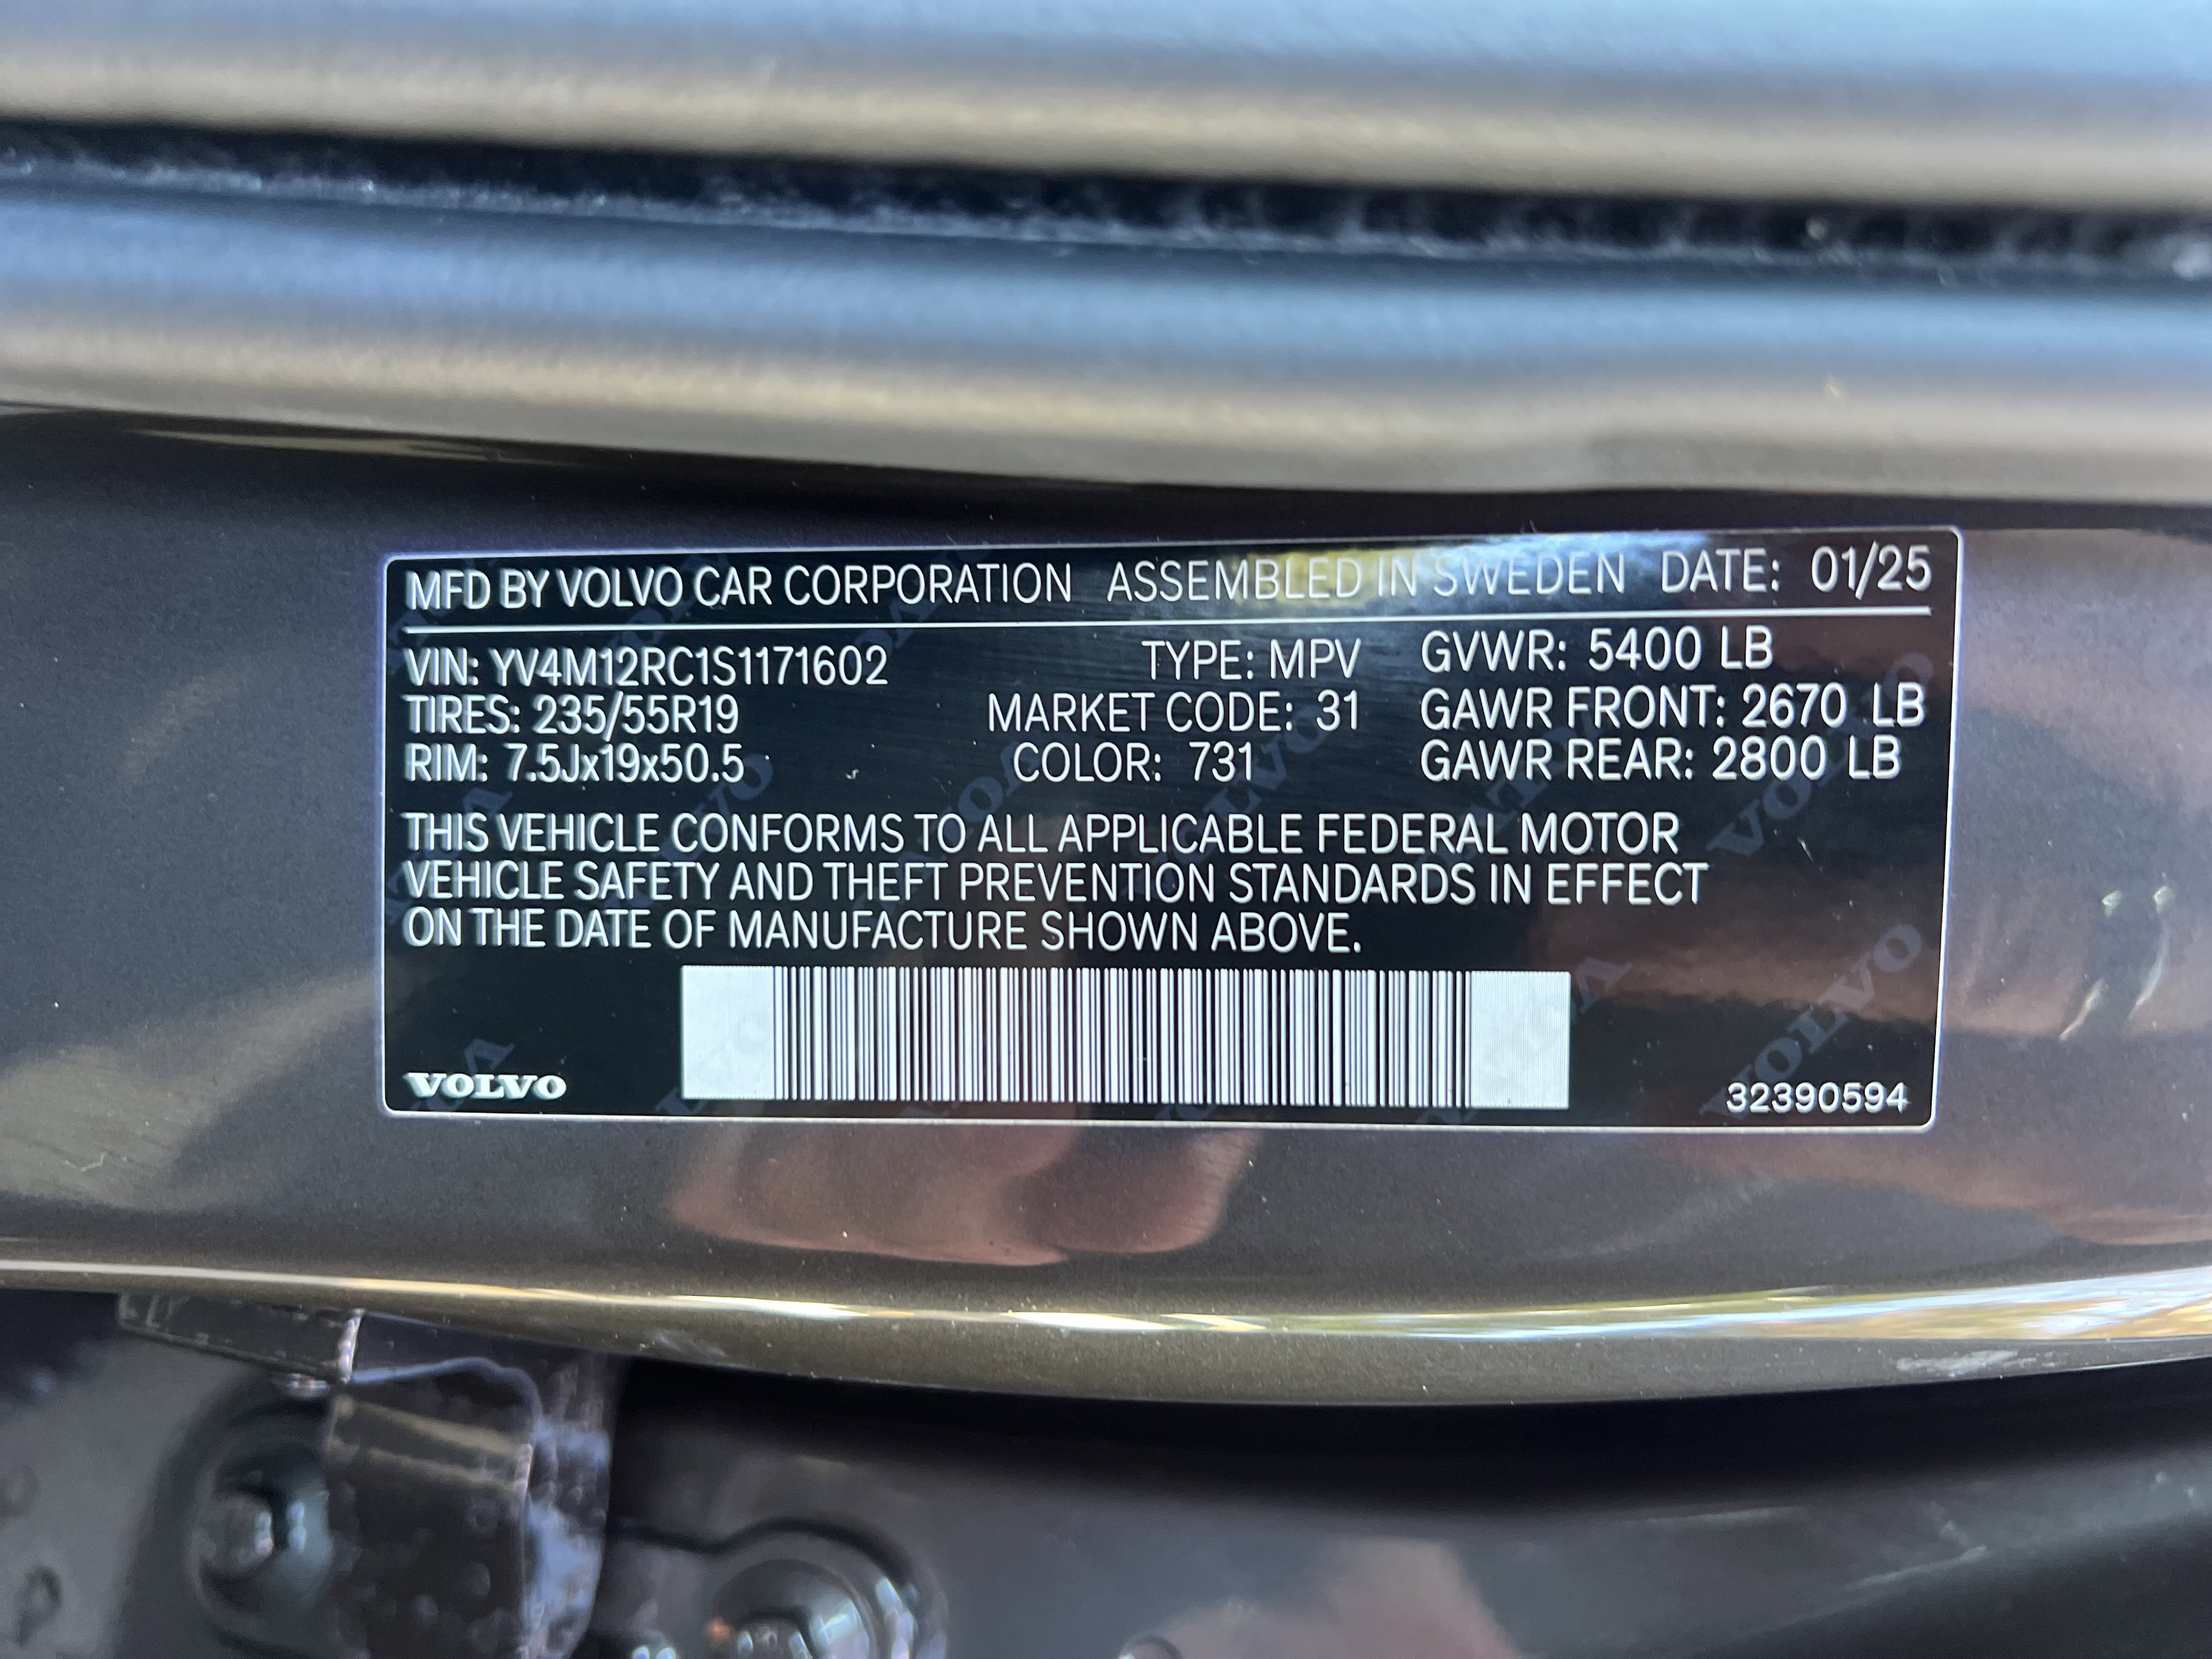 MFD BY VOLVO CAR CORPORATION ASSEMBLED IN SWEDEN DATE: 01/25
VIN: YV4M12RC1S1171602 TYPE: MPV GVWR: 5400 LB
TIRES: 235/55R19 MARKET CODE: 31 GAWR FRONT: 2670 LB
RIM: 7.5Jx19x50.5 COLOR: 731 GAWR REAR: 2800 LB
THIS VEHICLE CONFORMS TO ALL APPLICABLE FEDERAL MOTOR
VEHICLE SAFETY AND THEFT PREVENTION STANDARDS IN EFFECT
ON THE DATE OF MANUFACTURE SHOWN ABOVE.
VOLVO 32390594